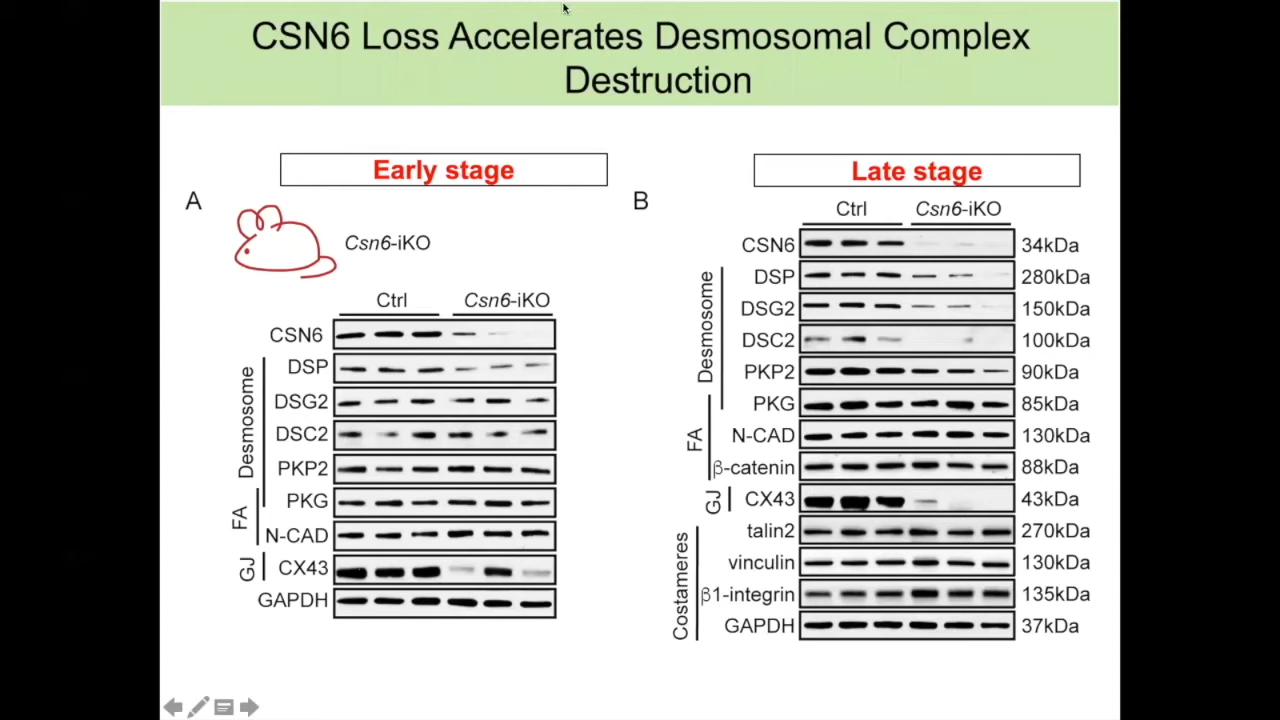 CSN6 Loss Accelerates Desmosomal Complex
Destruction
Early stage
A
Csn6-iKO
Ctrl Csn6-iKO
CSN6
DSP
DSG2
DSC2
PKP2
PKG
N-CAD
CX43
GAPDH
Desmosome
FA
GJ
Late stage
B
Ctrl Csn6-iKO
CSN6 34kDa
DSP 280kDa
DSG2 150kDa
DSC2 100kDa
PKP2 90kDa
PKG 85kDa
N-CAD 130kDa
β-catenin 88kDa
CX43 43kDa
talin2 270kDa
vinculin 130kDa
β1-integrin 135kDa
GAPDH 37kDa
Desmosome
FA
GJ
Costameres